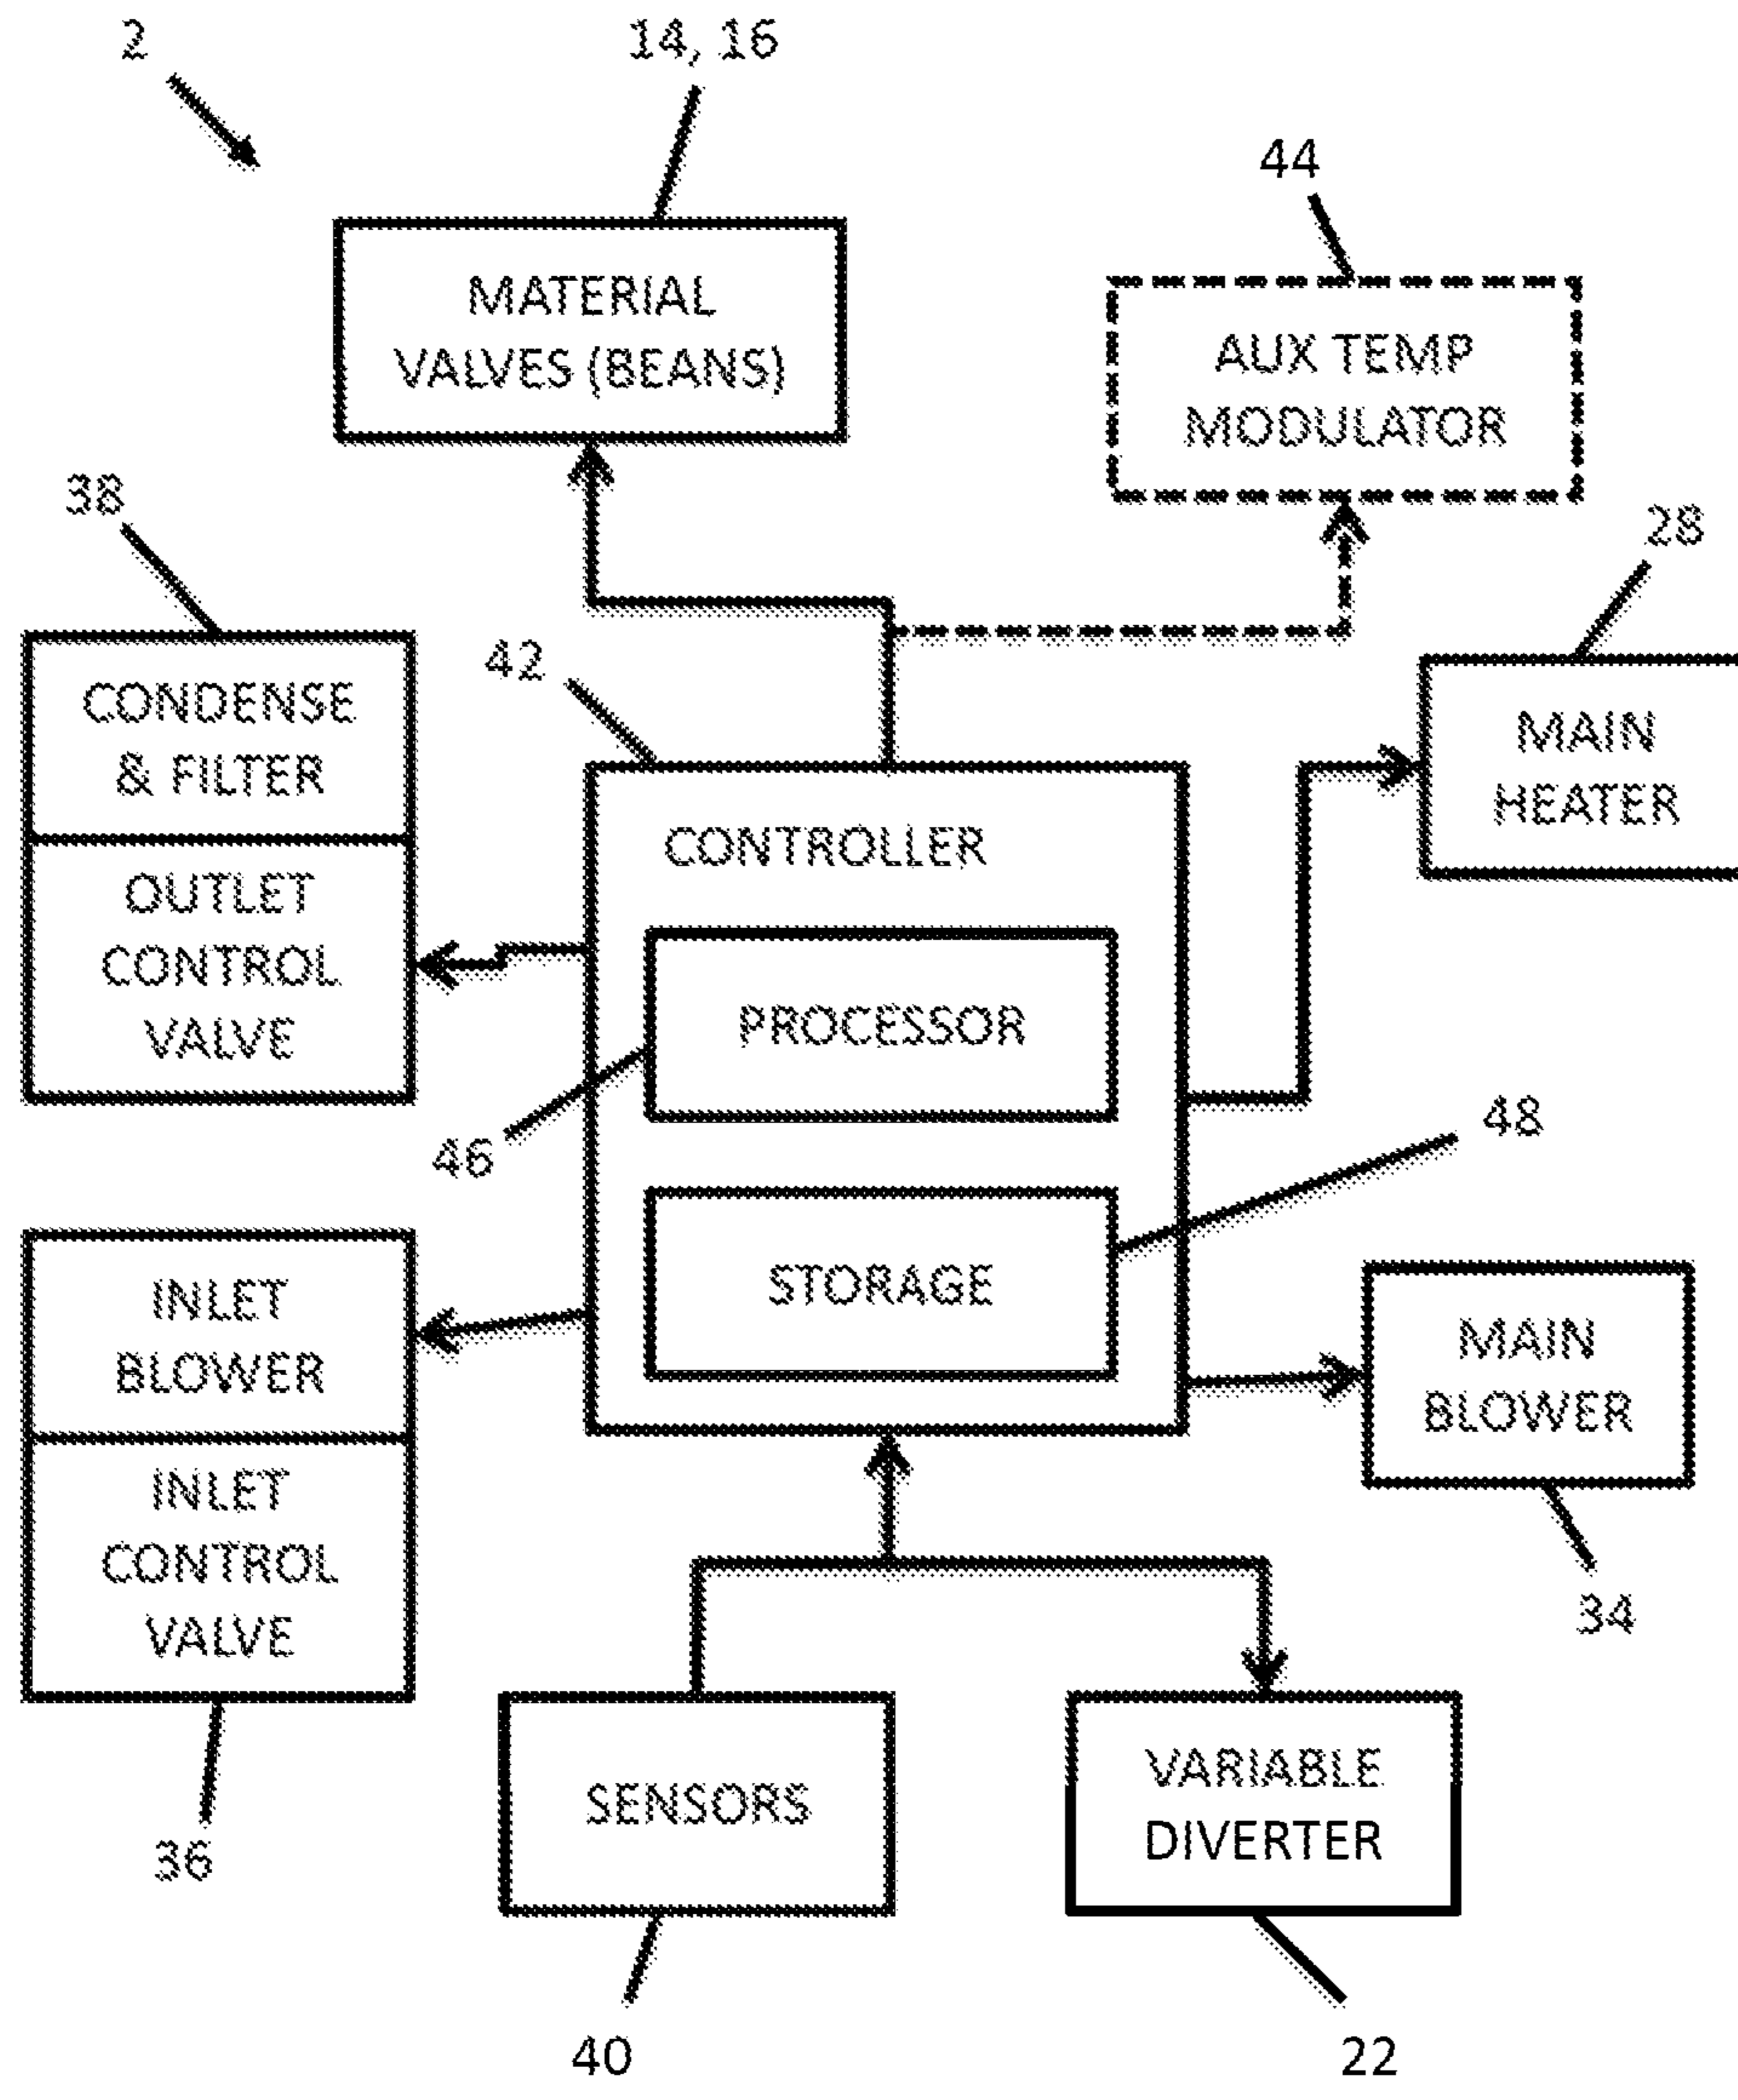 2
14, 16
44
MATERIAL
VALVES (BEANS)
AUX TEMP
MODULATOR
38
28
42
CONDENSE
& FILTER
MAIN
HEATER
CONTROLLER
OUTLET
CONTROL
VALVE
PROCESSOR
46
48
STORAGE
INLET
BLOWER
MAIN
BLOWER
INLET
CONTROL
VALVE
34
SENSORS
VARIABLE
DIVERTER
36
40
22